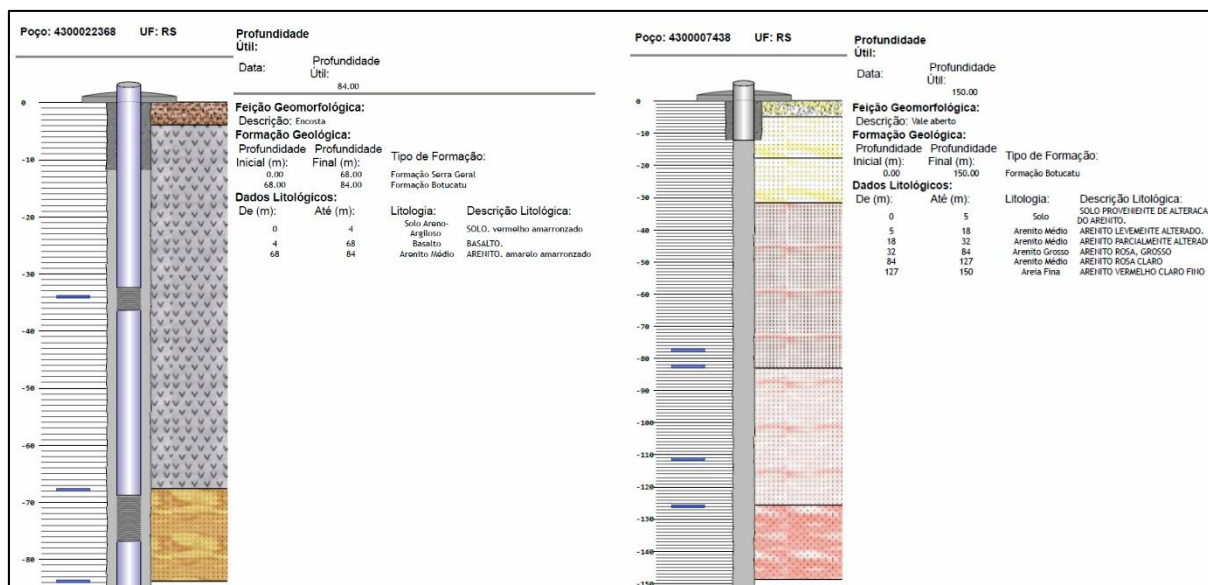 Poço: 4300022368 UF: RS
Profundidade
Útil:
Data: Profundidade
Útil:
84.00
Feição Geomorfológica:
Descrição: Encosta
Formação Geológica:
Profundidade Profundidade
Inicial (m): Final (m): Tipo de Formação:
0.00 68.00 Formação Serra Geral
68.00 84.00 Formação Botucatu
Dados Litológicos:
De (m): Até (m): Litologia: Descrição Litológica:
0 4 Solo Areno-Argiloso SOLO. vermelho amarronzado
4 68 Basalto BASALTO.
68 84 Arenito Médio ARENITO. amarelo amarronzado
0
-10
-20
-30
-40
-50
-60
-70
-80
Poço: 4300007438 UF: RS
Profundidade
Útil:
Data: Profundidade
Útil:
150.00
Feição Geomorfológica:
Descrição: Vale aberto
Formação Geológica:
Profundidade Profundidade
Inicial (m): Final (m): Tipo de Formação:
0.00 150.00 Formação Botucatu
Dados Litológicos:
De (m): Até (m): Litologia: Descrição Litológica:
0 5 Solo SOLO PROVENIENTE DE ALTERACA
DO ARENITO.
5 18 Arenito Médio ARENITO LEVEMENTE ALTERADO.
18 32 Arenito Médio ARENITO PARCIALMENTE ALTERADO
32 84 Arenito Grosso ARENITO ROSA, GROSSO
84 127 Arenito Médio ARENITO ROSA CLARO
127 150 Areia Fina ARENITO VERMELHO CLARO FINO
0
-10
-20
-30
-40
-50
-60
-70
-80
-90
-100
-110
-120
-130
-140
-150